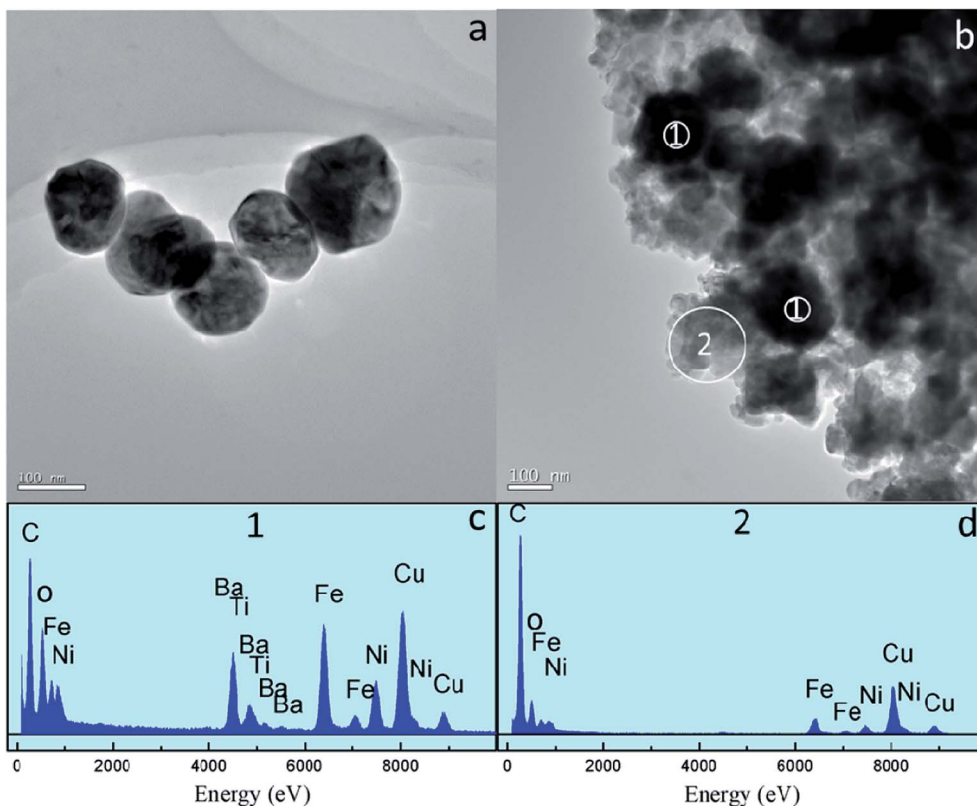 a
100 nm
b
1
1
2
100 nm
1
c
C
O
Fe
Ni
Ba
Ti
Ba
Ti
Ba
Ba
Fe
Fe
Ni
Cu
Ni
Cu
0 2000 4000 6000 8000
Energy (eV)
2
d
C
O
Fe
Ni
Fe
Fe
Ni
Cu
Ni
Cu
0 2000 4000 6000 8000
Energy (eV)